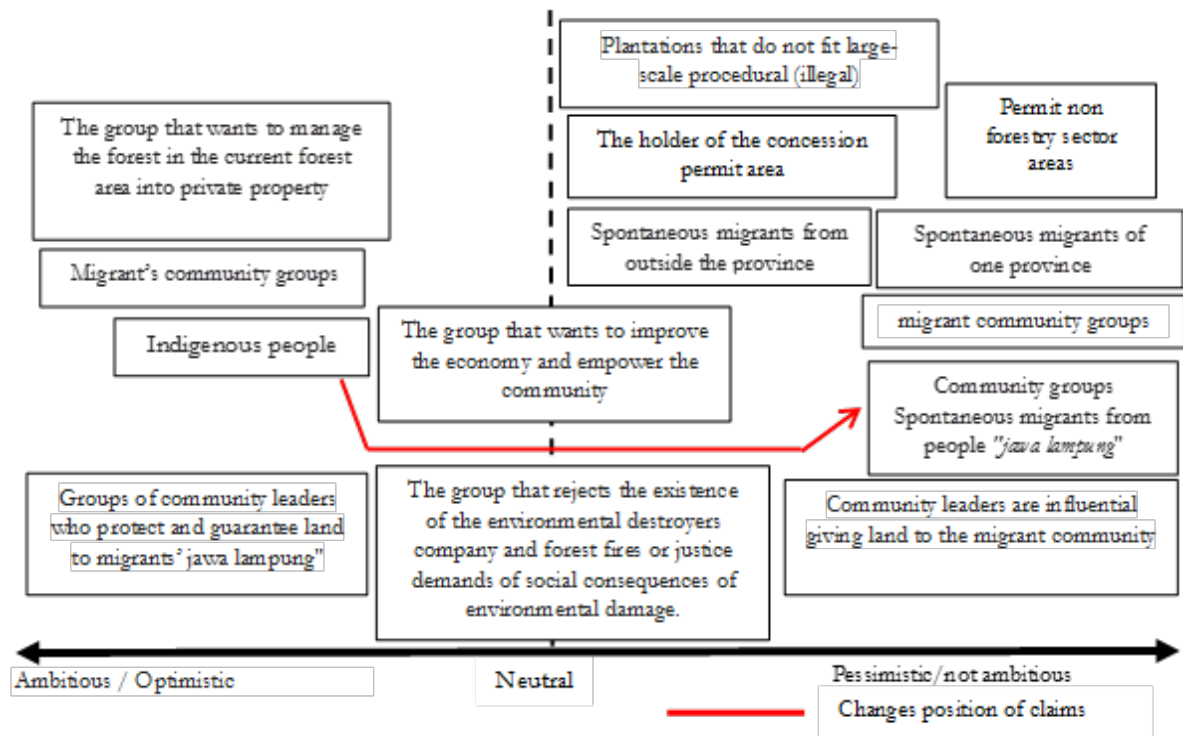 Plantations that do not fit large-
scale procedural (illegal)
The group that wants to manage
the forest in the current forest
area into private property
The holder of the concession
permit area
Permit non
forestry sector
areas
Migrant's community groups
Spontaneous migrants from
outside the province
Spontaneous migrants of
one province
Indigenous people
The group that wants to improve
the economy and empower the
community
migrant community groups
Community groups
Spontaneous migrants from
people "jawa lampung"
Groups of community leaders
who protect and guarantee land
to migrants' jawa lampung"
The group that rejects the existence
of the environmental destroyers
company and forest fires or justice
demands of social consequences of
environmental damage.
Community leaders are influential
giving land to the migrant community
Ambitious / Optimistic
Neutral
Pessimistic/not ambitious
Changes position of claims